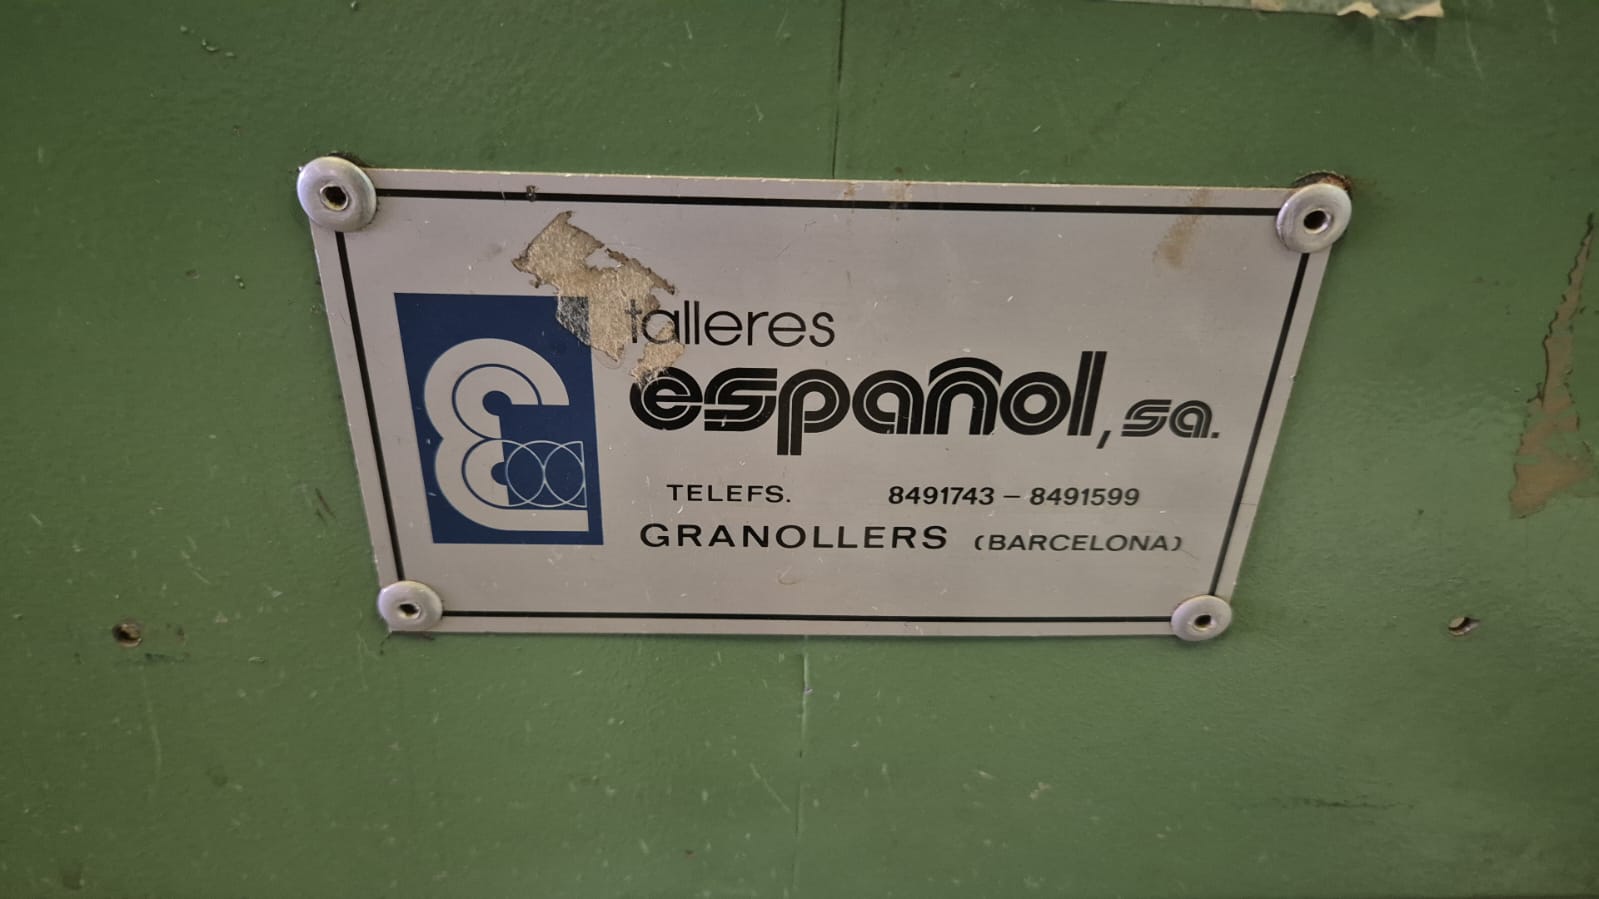 talleres
español, sa.
TELEFS. 8491743 – 8491599
GRANOLLERS (BARCELONA)